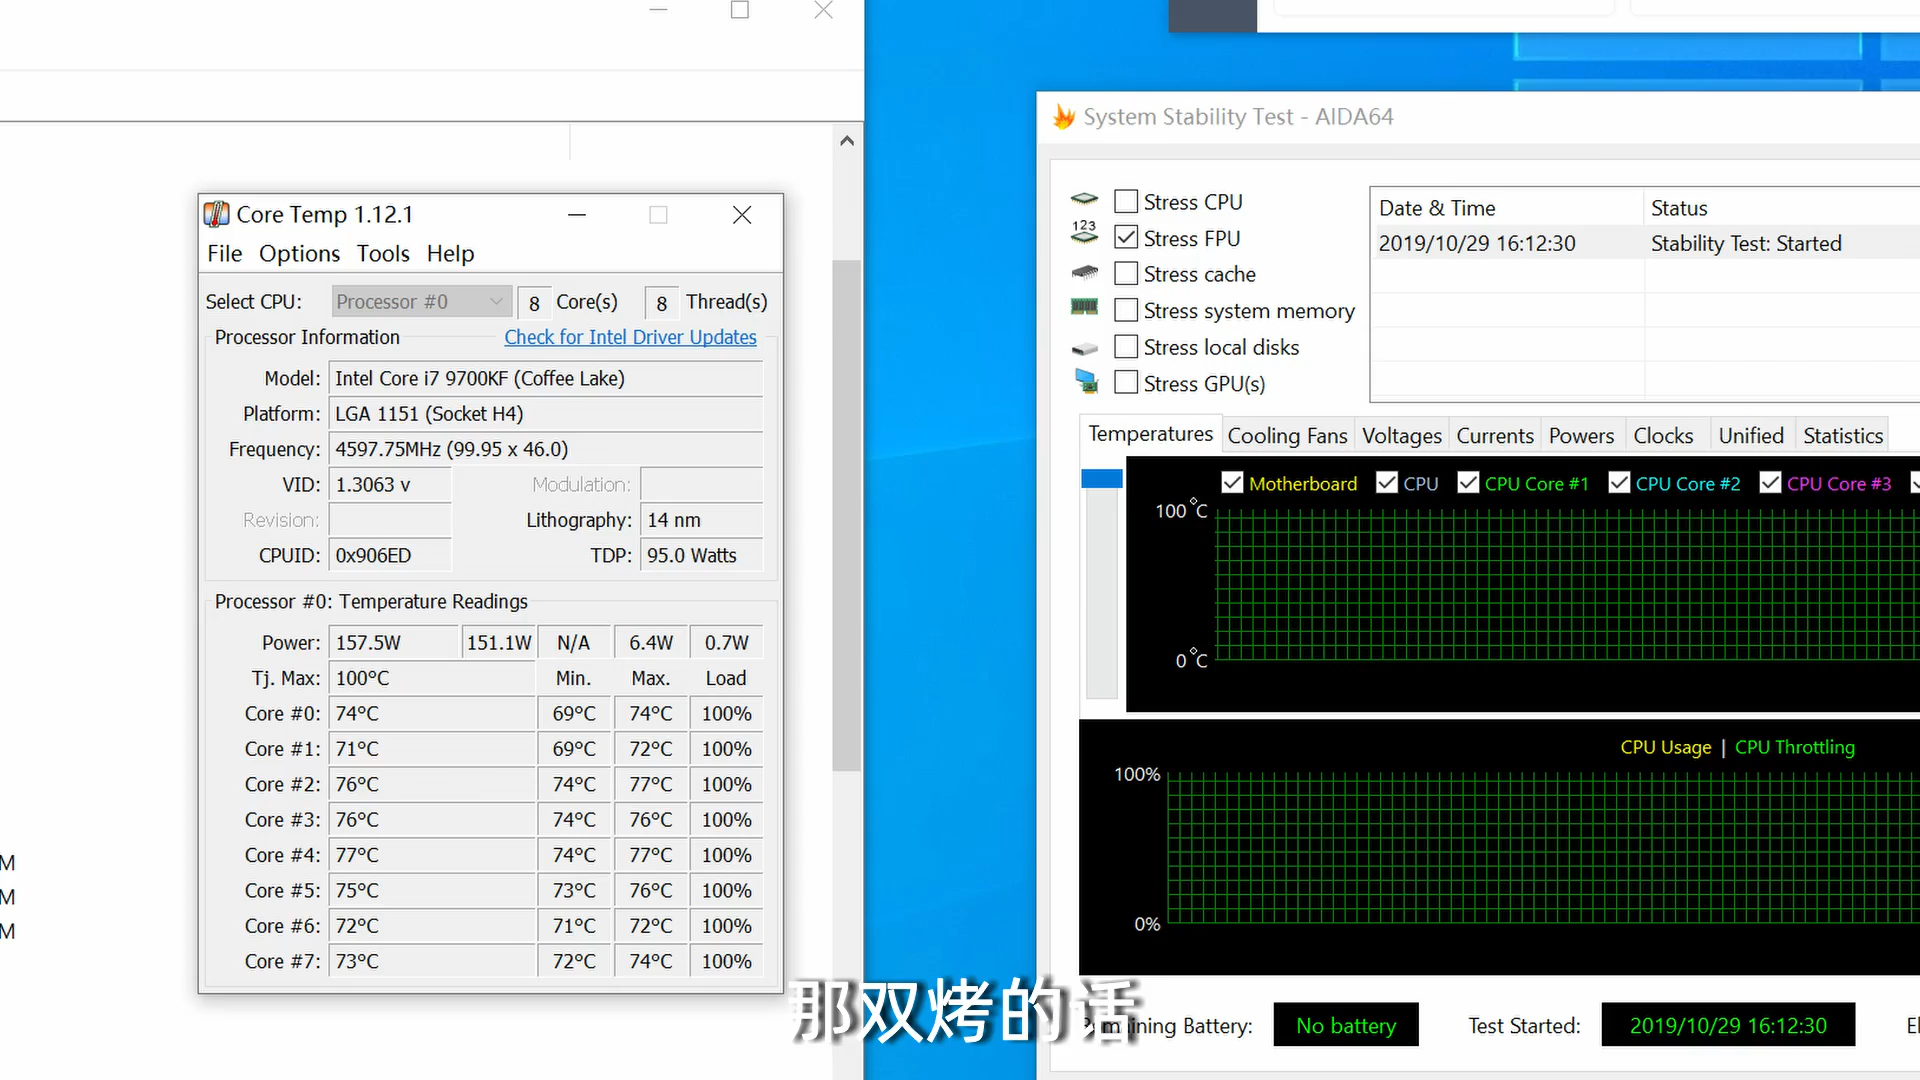 Core Temp 1.12.1
File Options Tools Help
Select CPU: Processor #0 8 Core(s) 8 Thread(s)
Processor Information Check for Intel Driver Updates
Model: Intel Core i7 9700KF (Coffee Lake)
Platform: LGA 1151 (Socket H4)
Frequency: 4597.75MHz (99.95 x 46.0)
VID: 1.3063 v Modulation:
Revision: Lithography: 14 nm
CPUID: 0x906ED TDP: 95.0 Watts
Processor #0: Temperature Readings
Power: 157.5W 151.1W N/A 6.4W 0.7W
Tj. Max: 100°C Min. Max. Load
Core #0: 74°C 69°C 74°C 100%
Core #1: 71°C 69°C 72°C 100%
Core #2: 76°C 74°C 77°C 100%
Core #3: 76°C 74°C 76°C 100%
Core #4: 77°C 74°C 77°C 100%
Core #5: 75°C 73°C 76°C 100%
Core #6: 72°C 71°C 72°C 100%
Core #7: 73°C 72°C 74°C 100%
M
M
M
System Stability Test - AIDA64
Stress CPU
123 Stress FPU
Stress cache
Stress system memory
Stress local disks
Stress GPU(s)
Date & Time Status
2019/10/29 16:12:30 Stability Test: Started
Temperatures Cooling Fans Voltages Currents Powers Clocks Unified Statistics
Motherboard CPU CPU Core #1 CPU Core #2 CPU Core #3
100°C
0°C
CPU Usage | CPU Throttling
100%
0%
Battery: No battery Test Started: 2019/10/29 16:12:30
那双烤的话